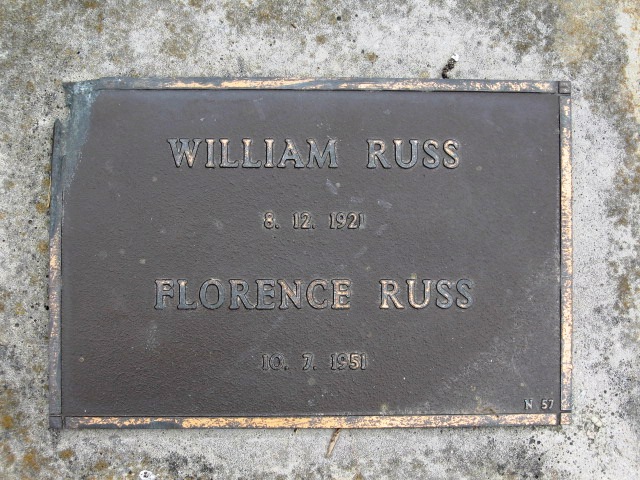 WILLIAM RUSS
8. 12. 1921
FLORENCE RUSS
10. 7. 1951
N 57